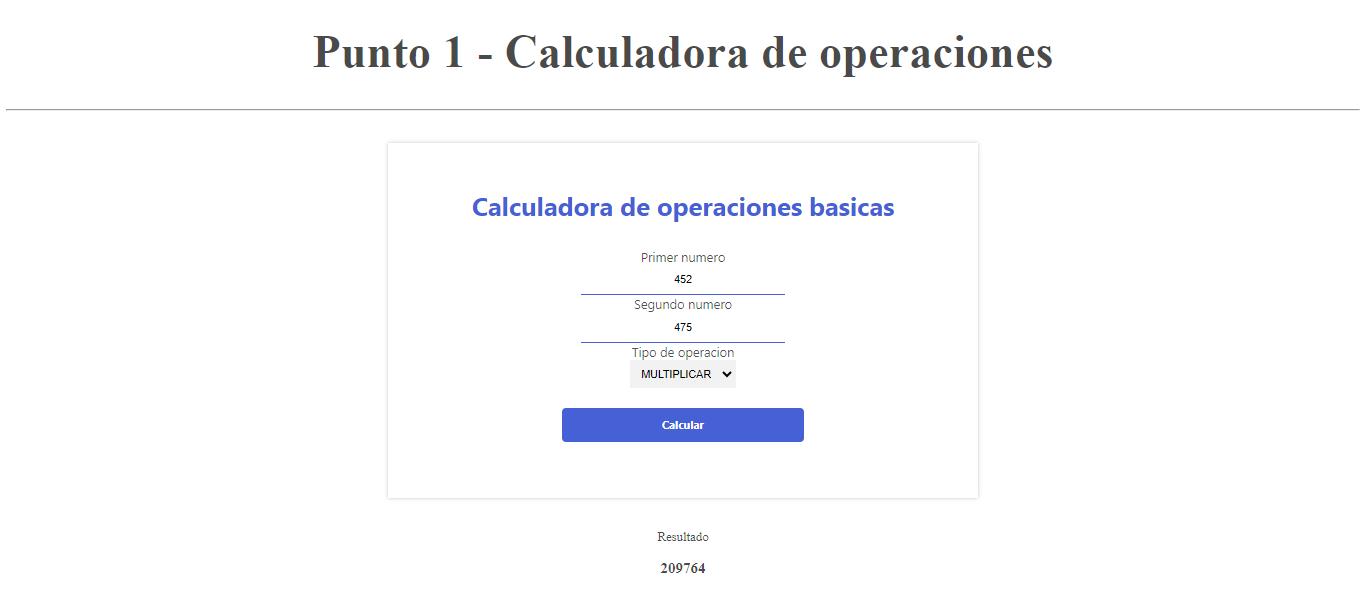 Punto 1 - Calculadora de operaciones
Calculadora de operaciones basicas
Primer numero
452
Segundo numero
475
Tipo de operacion
MULTIPLICAR
Calcular
Resultado
209764